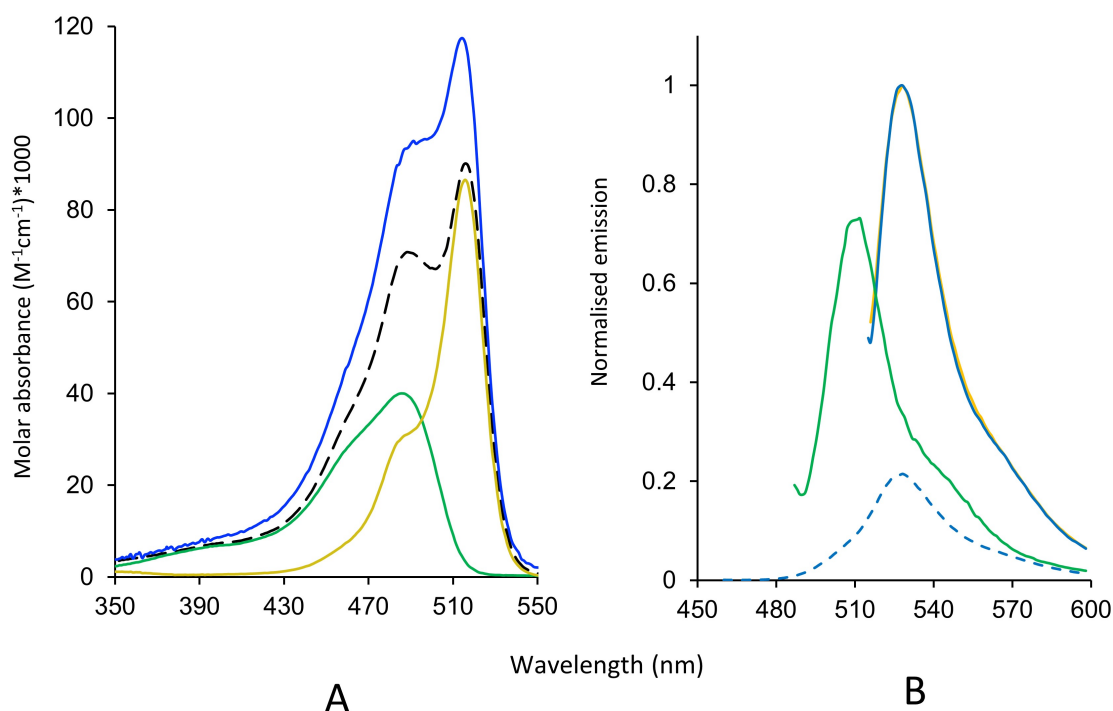 120
100
80
60
40
20
0
350 390 430 470 510 550
Molar absorbance (M-1cm-1)*1000
1
0.8
0.6
0.4
0.2
0
450 480 510 540 570 600
Normalised emission
Wavelength (nm)
A
B